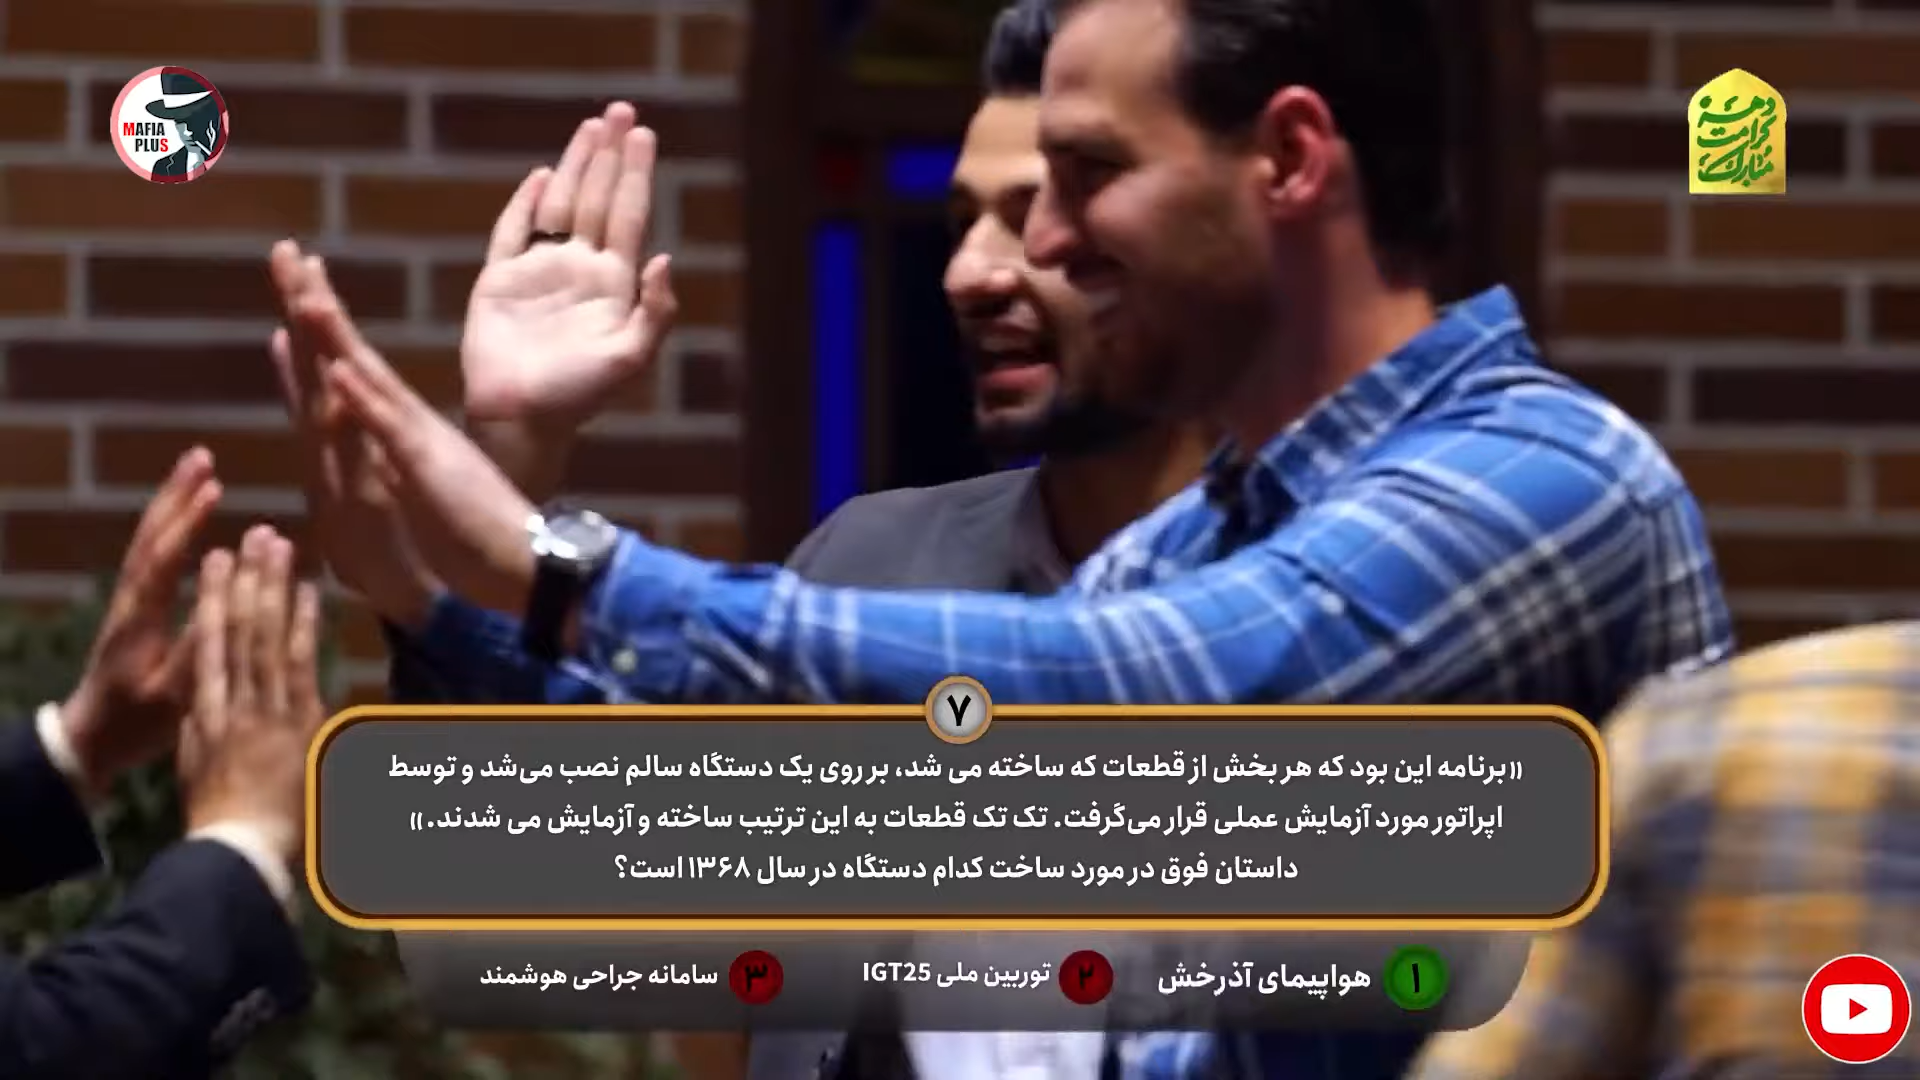 MAFIA
PLUS
دهه
کرامت
مبارک
۷
«برنامه این بود که هر بخش از قطعات که ساخته می شد، بر روی یک دستگاه سالم نصب می‌شد و توسط
اپراتور مورد آزمایش عملی قرار می‌گرفت. تک تک قطعات به این ترتیب ساخته و آزمایش می شدند.»
داستان فوق در مورد ساخت کدام دستگاه در سال ۱۳۶۸ است؟
۱ هواپیمای آذرخش
۲ توربین ملی IGT25
۳ سامانه جراحی هوشمند